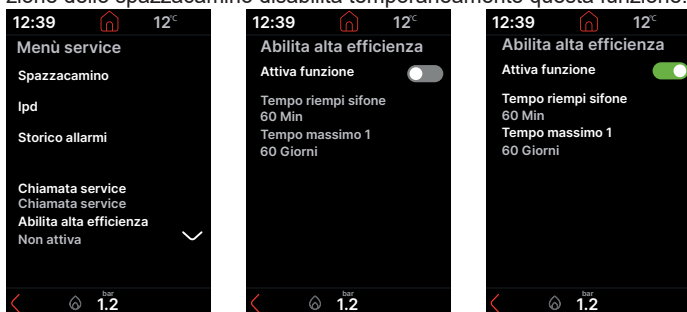 zione dello spazzacamino disabilita temporaneamente questa funzione.
12:39 12°C
Menù service
Spazzacamino
Ipd
Storico allarmi
Chiamata service
Chiamata service
Abilita alta efficienza
Non attiva
bar
1.2
12:39 12°C
Abilita alta efficienza
Attiva funzione
Tempo riempi sifone
60 Min
Tempo massimo 1
60 Giorni
bar
1.2
12:39 12°C
Abilita alta efficienza
Attiva funzione
Tempo riempi sifone
60 Min
Tempo massimo 1
60 Giorni
bar
1.2